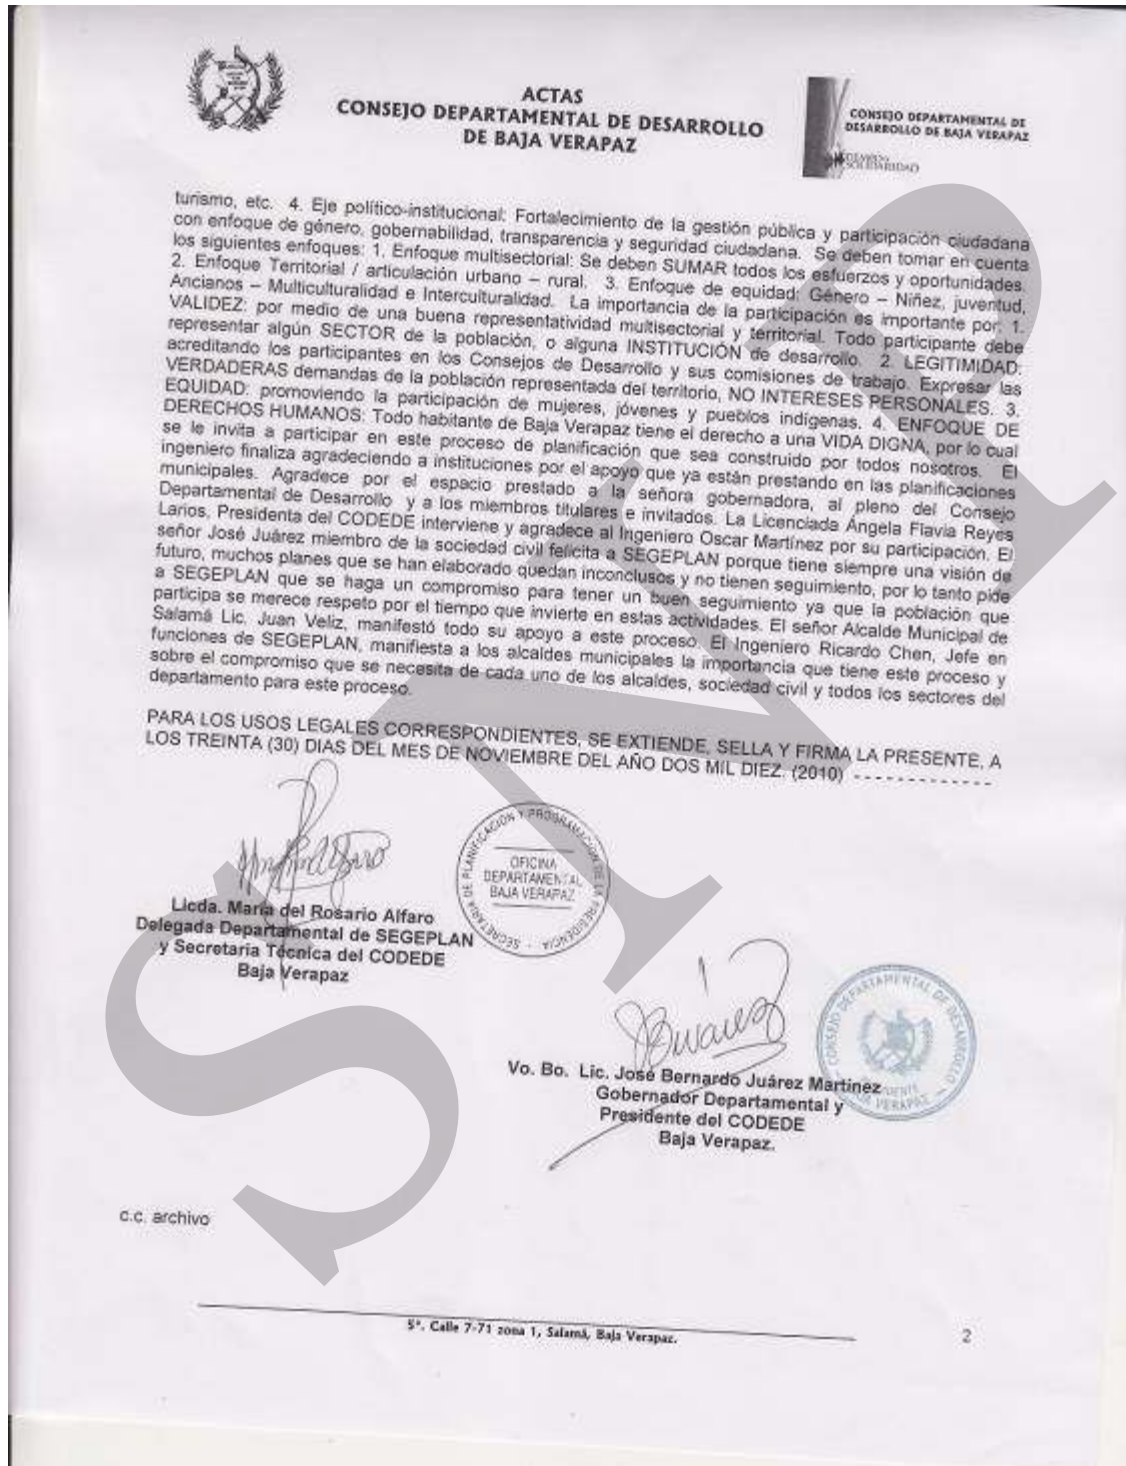 ACTAS
CONSEJO DEPARTAMENTAL DE DESARROLLO
DE BAJA VERAPAZ
CONSEJO DEPARTAMENTAL DE
DESARROLLO DE BAJA VERAPAZ
turismo, etc. 4. Eje político-institucional: Fortalecimiento de la gestión pública y participación ciudadana
con enfoque de género, gobernabilidad, transparencia y seguridad ciudadana. Se deben tomar en cuenta
los siguientes enfoques: 1. Enfoque multisectorial: Se deben SUMAR todos los esfuerzos y oportunidades.
2. Enfoque Territorial / articulación urbano – rural. 3. Enfoque de equidad: Género – Niñez, juventud,
Ancianos – Multiculturalidad e Interculturalidad. La importancia de la participación es importante por: 1.
VALIDEZ: por medio de una buena representatividad multisectorial y territorial. Todo participante debe
representar algún SECTOR de la población, o alguna INSTITUCIÓN de desarrollo. 2. LEGITIMIDAD:
acreditando los participantes en los Consejos de Desarrollo y sus comisiones de trabajo. Expresar las
VERDADERAS demandas de la población representada del territorio, NO INTERESES PERSONALES. 3.
EQUIDAD: promoviendo la participación de mujeres, jóvenes y pueblos indígenas. 4. ENFOQUE DE
DERECHOS HUMANOS: Todo habitante de Baja Verapaz tiene el derecho a una VIDA DIGNA, por lo cual
se le invita a participar en este proceso de planificación que sea construido por todos nosotros. El
ingeniero finaliza agradeciendo a instituciones por el apoyo que ya están prestando en las planificaciones
municipales. Agradece por el espacio prestado a la señora gobernadora, al pleno del Consejo
Departamental de Desarrollo y a los miembros titulares e invitados. La Licenciada Ángela Flavia Reyes
Larios, Presidenta del CODEDE interviene y agradece al Ingeniero Oscar Martínez por su participación. El
señor José Juárez miembro de la sociedad civil felicita a SEGEPLAN porque tiene siempre una visión de
futuro, muchos planes que se han elaborado quedan inconclusos y no tienen seguimiento, por lo tanto pide
a SEGEPLAN que se haga un compromiso para tener un buen seguimiento ya que la población que
participa se merece respeto por el tiempo que invierte en estas actividades. El señor Alcalde Municipal de
Salamá Lic. Juan Veliz, manifestó todo su apoyo a este proceso. El Ingeniero Ricardo Chen, Jefe en
funciones de SEGEPLAN, manifiesta a los alcaldes municipales la importancia que tiene este proceso y
sobre el compromiso que se necesita de cada uno de los alcaldes, sociedad civil y todos los sectores del
departamento para este proceso.
PARA LOS USOS LEGALES CORRESPONDIENTES, SE EXTIENDE, SELLA Y FIRMA LA PRESENTE, A
LOS TREINTA (30) DIAS DEL MES DE NOVIEMBRE DEL AÑO DOS MIL DIEZ. (2010) -------------
SECRETARIA DE PLANIFICACIÓN Y PROGRAMACIÓN DE LA PRESIDENCIA
OFICINA
DEPARTAMENTAL
BAJA VERAPAZ
Licda. María del Rosario Alfaro
Delegada Departamental de SEGEPLAN
y Secretaria Técnica del CODEDE
Baja Verapaz
CONSEJO DEPARTAMENTAL DE DESARROLLO
VERAPAZ
Vo. Bo. Lic. José Bernardo Juárez Martínez
Gobernador Departamental y
Presidente del CODEDE
Baja Verapaz.
c.c. archivo
5ª. Calle 7-71 zona 1, Salamá, Baja Verapaz.
2
SYP